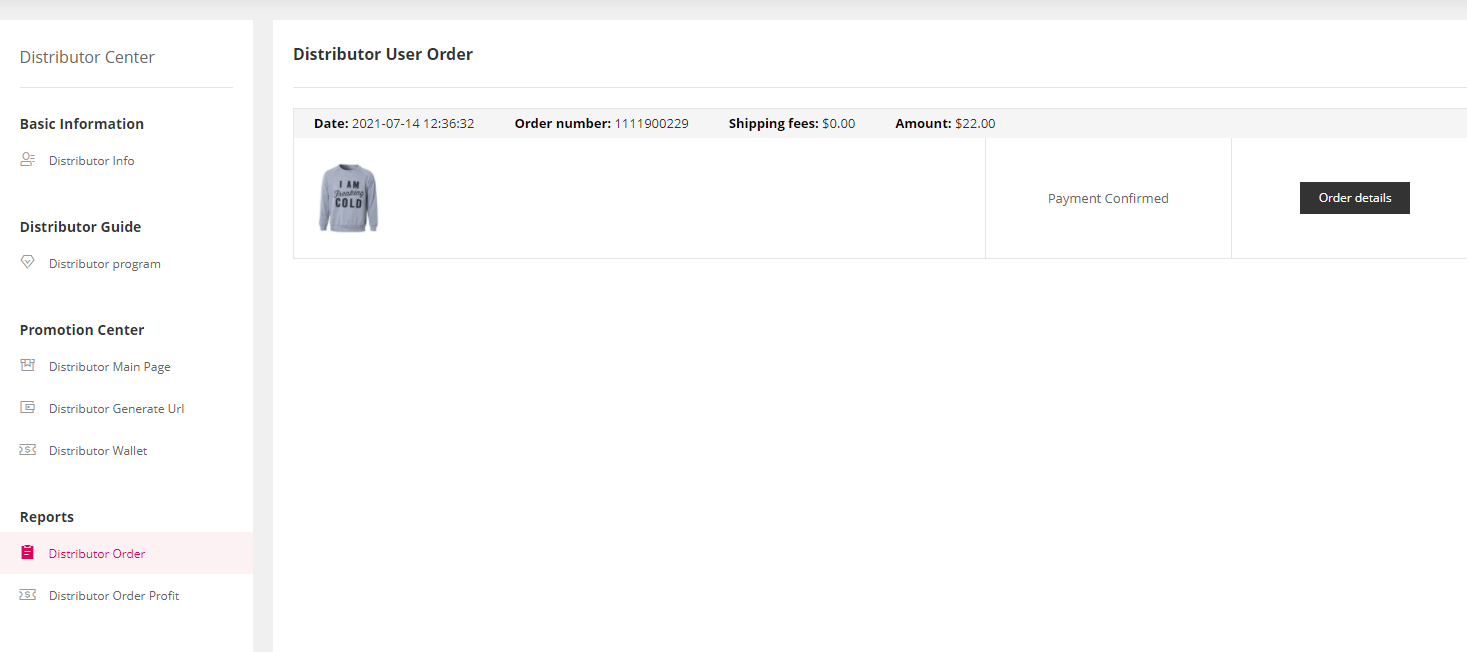 Distributor Center
Basic Information
Distributor Info
Distributor Guide
Distributor program
Promotion Center
Distributor Main Page
Distributor Generate Url
Distributor Wallet
Reports
Distributor Order
Distributor Order Profit
Distributor User Order
Date: 2021-07-14 12:36:32 Order number: 1111900229 Shipping fees: $0.00 Amount: $22.00
I AM
Freaking
COLD
Payment Confirmed
Order details